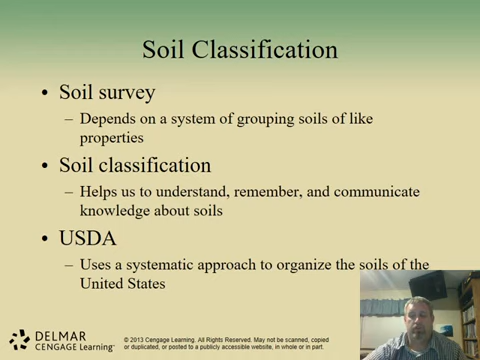 Soil Classification
• Soil survey
– Depends on a system of grouping soils of like
properties
• Soil classification
– Helps us to understand, remember, and communicate
knowledge about soils
• USDA
– Uses a systematic approach to organize the soils of the
United States
DELMAR
CENGAGE Learning™
© 2013 Cengage Learning. All Rights Reserved. May not be scanned, copied
or duplicated, or posted to a publicly accessible website, in whole or in part.